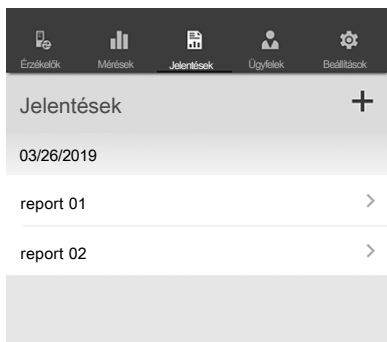 Érzékelők Mérések Jelentések Ügyfelek Beállítások
Jelentések
03/26/2019
report 01
report 02